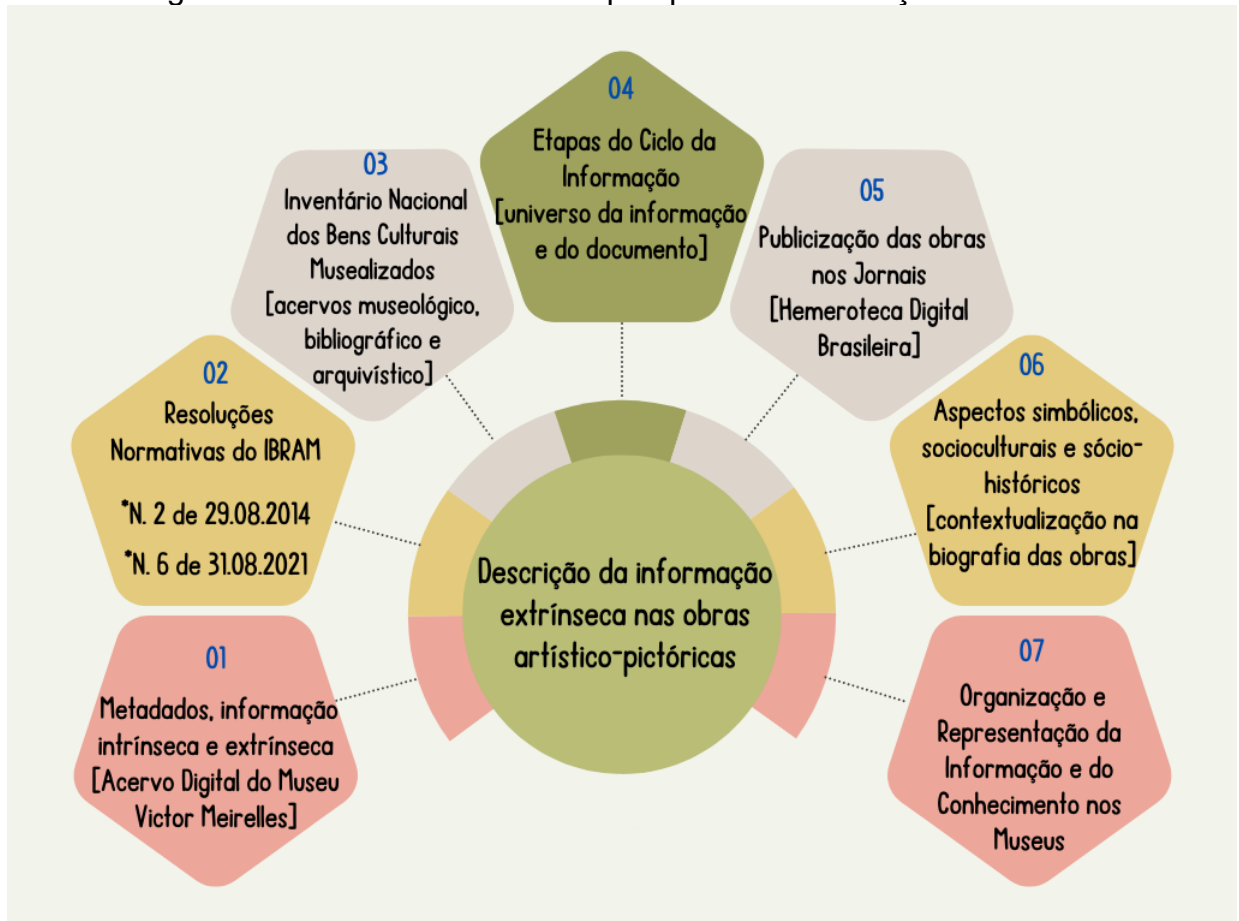 01
Metadados, informação
intrínseca e extrínseca
[Acervo Digital do Museu
Victor Meirelles]
02
Resoluções
Normativas do IBRAM
*N. 2 de 29.08.2014
*N. 6 de 31.08.2021
03
Inventário Nacional
dos Bens Culturais
Musealizados
[acervos museológico,
bibliográfico e
arquivístico]
04
Etapas do Ciclo da
Informação
[universo da informação
e do documento]
05
Publicização das obras
nos Jornais
[Hemeroteca Digital
Brasileira]
06
Aspectos simbólicos,
socioculturais e sócio-
históricos
[contextualização na
biografia das obras]
07
Organização e
Representação da
Informação e do
Conhecimento nos
Museus
Descrição da informação
extrínseca nas obras
artístico-pictóricas